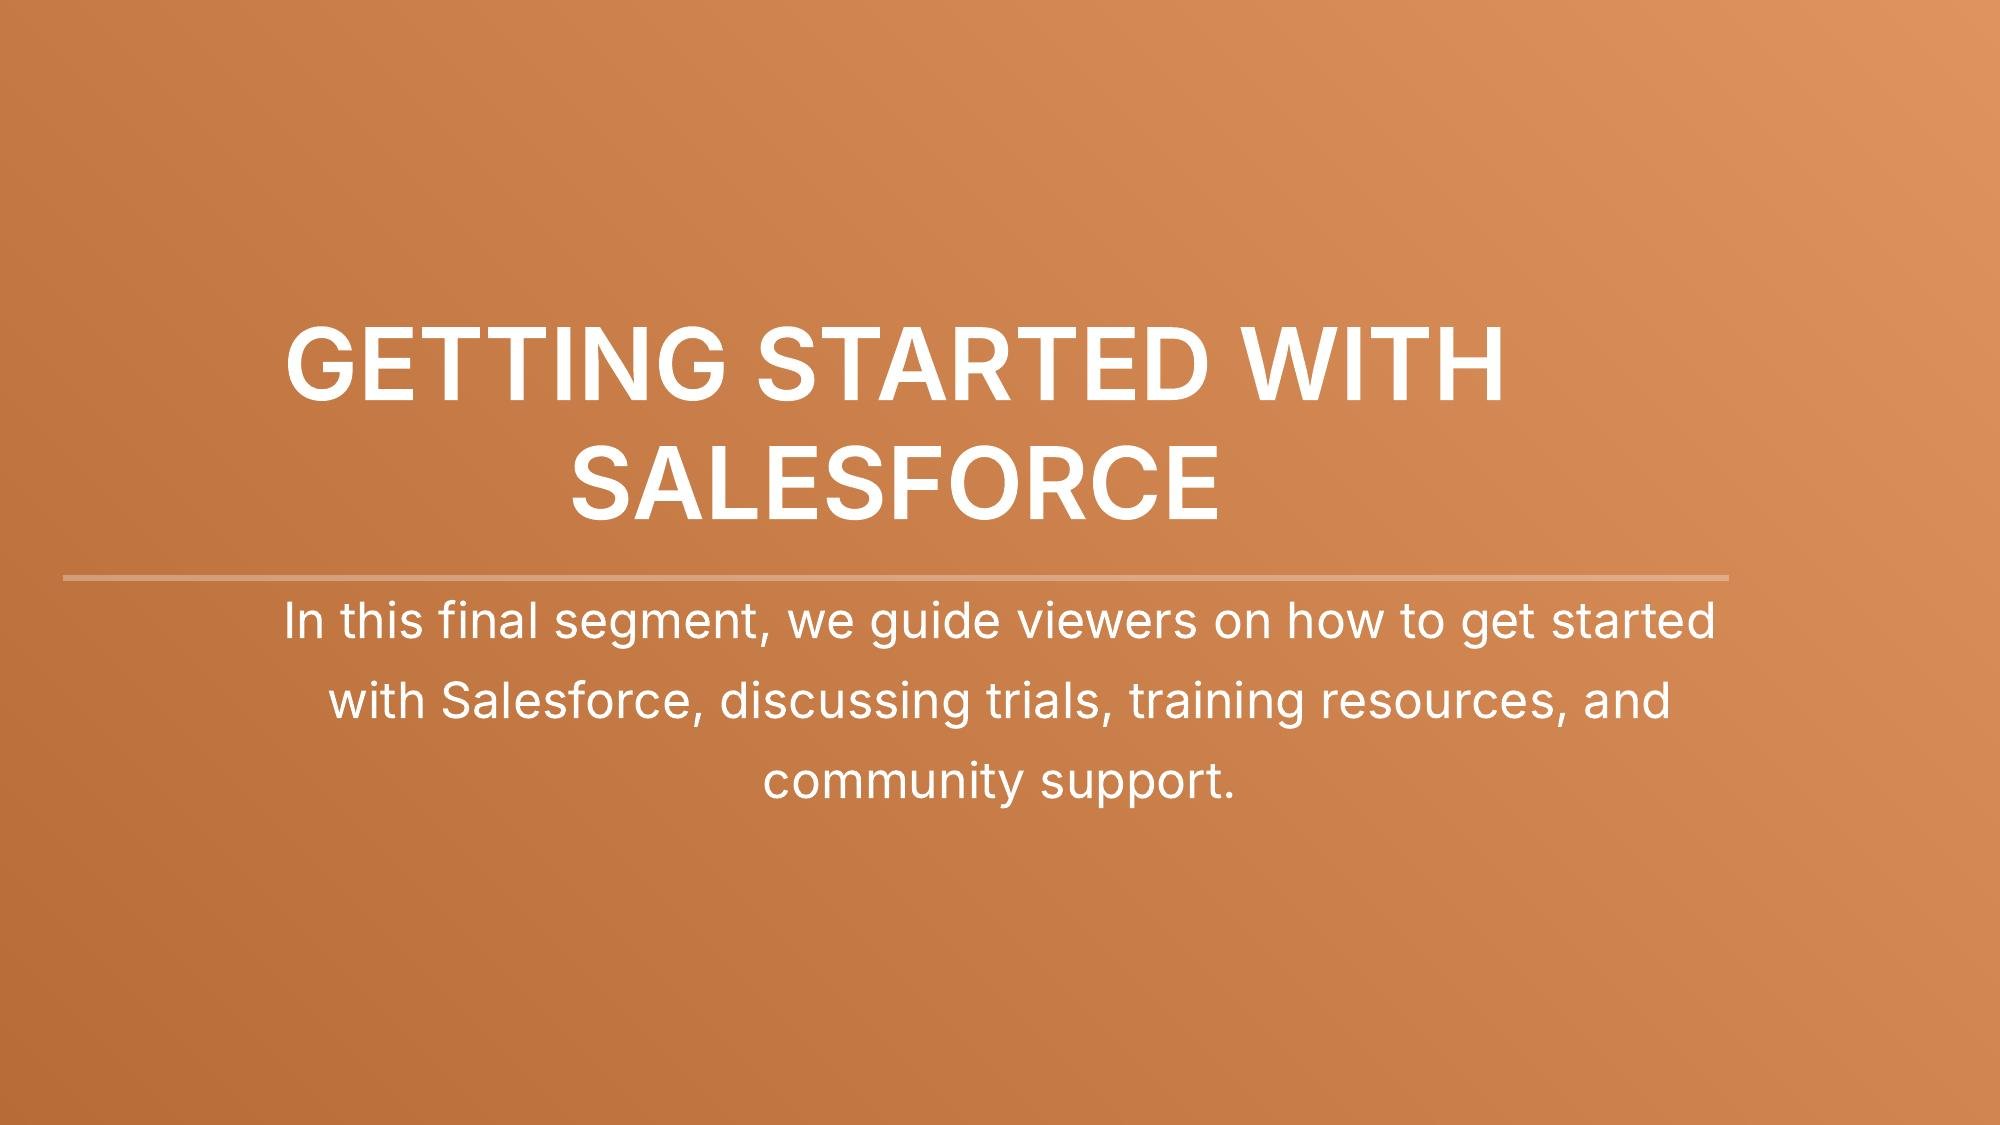 GETTING STARTED WITH
SALESFORCE
In this final segment, we guide viewers on how to get started
with Salesforce, discussing trials, training resources, and
community support.